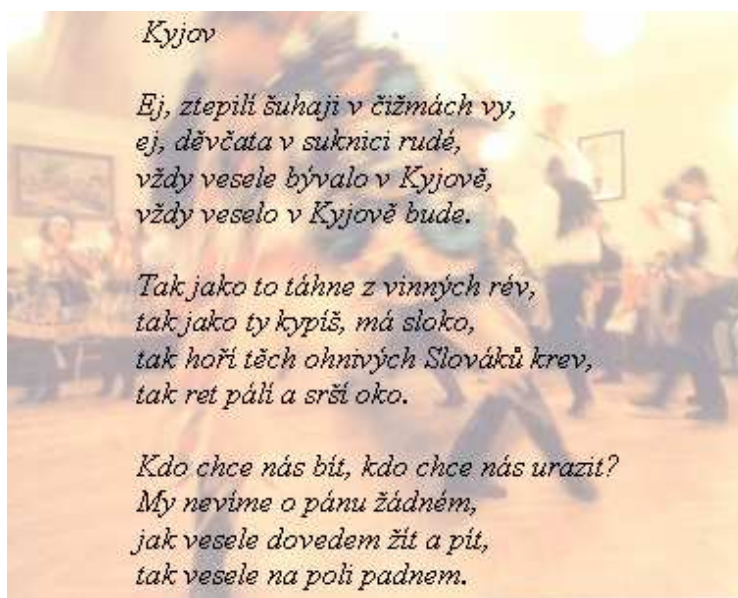 Kyjov
Ej, ztepilí šuhaji v čižmách vy,
ej, děvčata v suknici rudé,
vždy vesele bývalo v Kyjově,
vždy veselo v Kyjově bude.
Tak jako to táhne z vinných rév,
tak jako ty kypíš, má sloko,
tak hoří těch ohnivých Slováků krev,
tak ret pálí a srší oko.
Kdo chce nás bít, kdo chce nás urazit?
My nevíme o pánu žádném,
jak vesele dovedem žít a pít,
tak vesele na poli padnem.